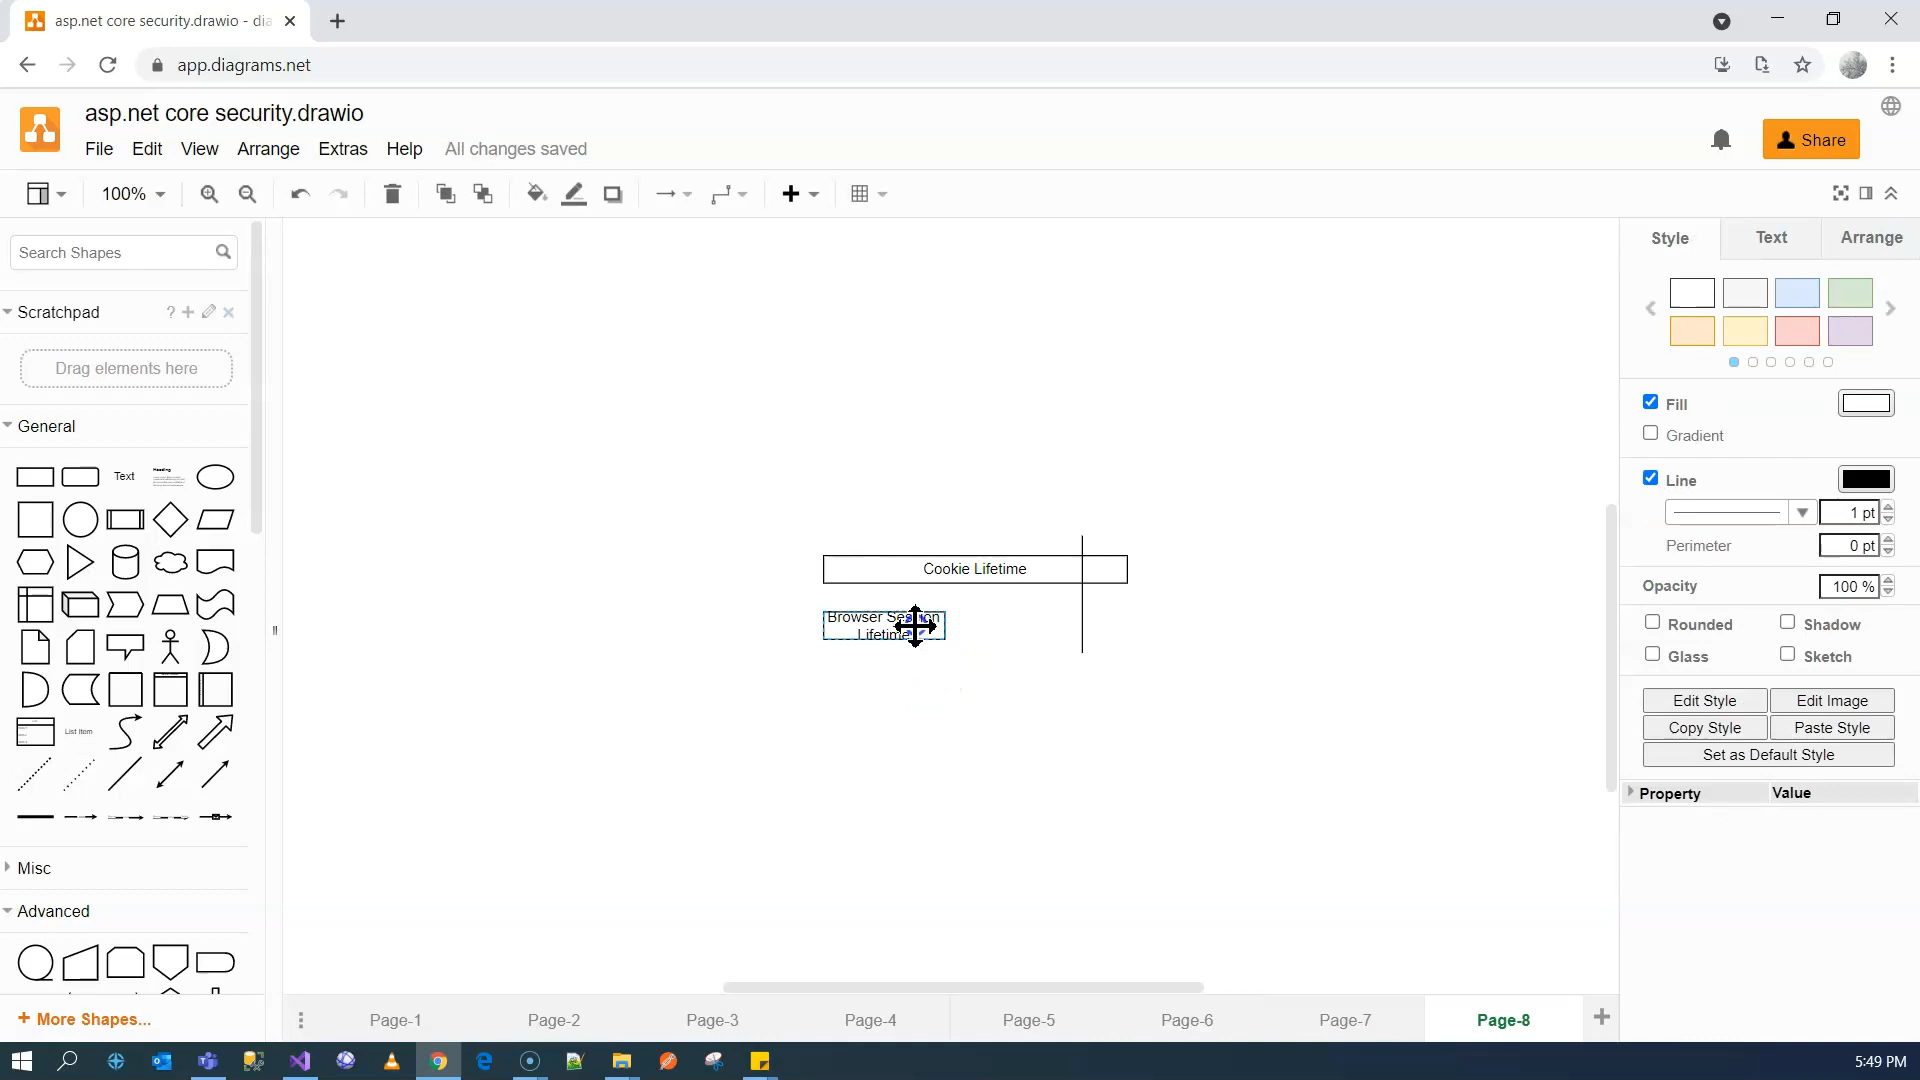 asp.net core security.drawio - dia
app.diagrams.net
asp.net core security.drawio
File Edit View Arrange Extras Help All changes saved
Share
100%
Search Shapes
Style Text Arrange
Scratchpad
?
Drag elements here
General
Text
Heading
List Item
Misc
Advanced
+ More Shapes...
Cookie Lifetime
Browser Session
Lifetime
Fill
Gradient
Line
1 pt
Perimeter 0 pt
Opacity 100 %
Rounded Shadow
Glass Sketch
Edit Style Edit Image
Copy Style Paste Style
Set as Default Style
Property Value
Page-1 Page-2 Page-3 Page-4 Page-5 Page-6 Page-7 Page-8
5:49 PM